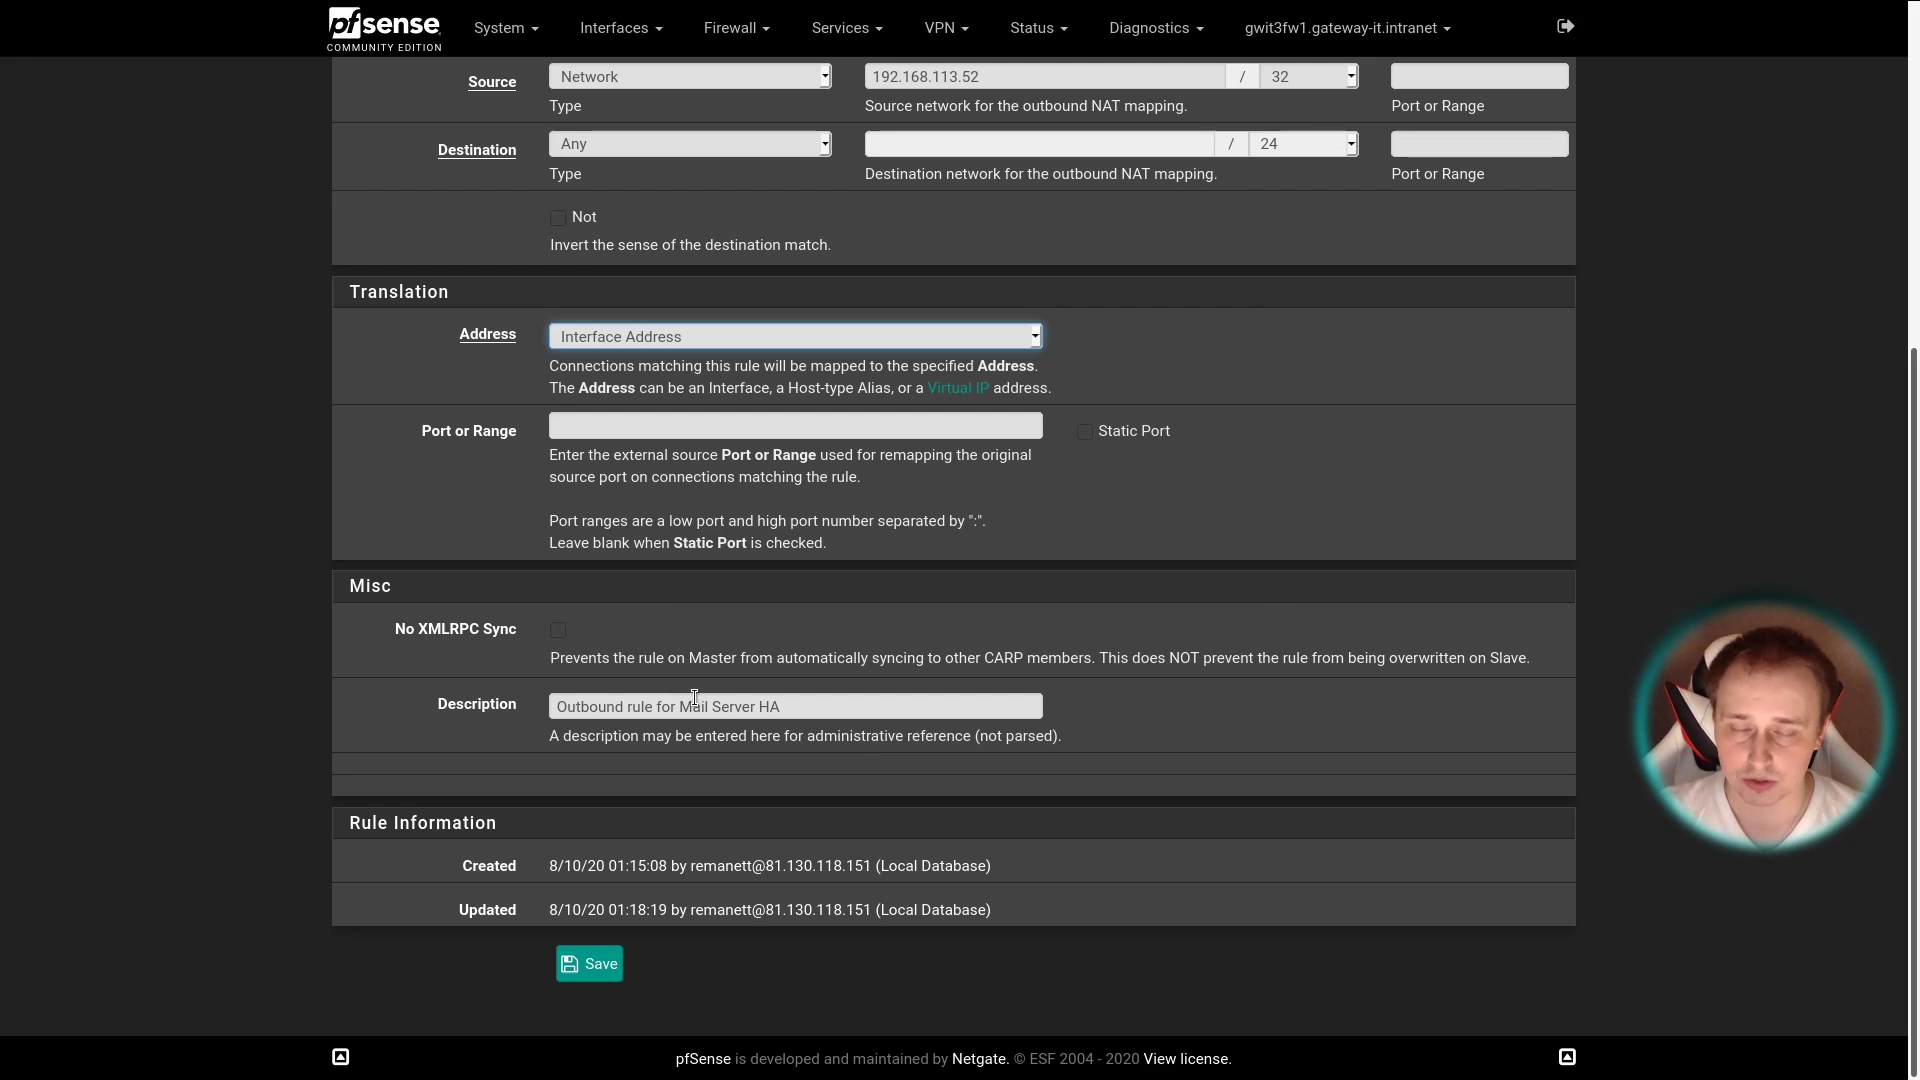 pfsense
COMMUNITY EDITION
System Interfaces Firewall Services VPN Status Diagnostics gwit3fw1.gateway-it.intranet
Source Network 192.168.113.52 / 32
Type Source network for the outbound NAT mapping. Port or Range
Destination Any / 24
Type Destination network for the outbound NAT mapping. Port or Range
Not
Invert the sense of the destination match.
Translation
Address Interface Address
Connections matching this rule will be mapped to the specified Address.
The Address can be an Interface, a Host-type Alias, or a Virtual IP address.
Port or Range Static Port
Enter the external source Port or Range used for remapping the original
source port on connections matching the rule.
Port ranges are a low port and high port number separated by ":".
Leave blank when Static Port is checked.
Misc
No XMLRPC Sync
Prevents the rule on Master from automatically syncing to other CARP members. This does NOT prevent the rule from being overwritten on Slave.
Description Outbound rule for Mail Server HA
A description may be entered here for administrative reference (not parsed).
Rule Information
Created 8/10/20 01:15:08 by remanett@81.130.118.151 (Local Database)
Updated 8/10/20 01:18:19 by remanett@81.130.118.151 (Local Database)
Save
pfSense is developed and maintained by Netgate. © ESF 2004 - 2020 View license.